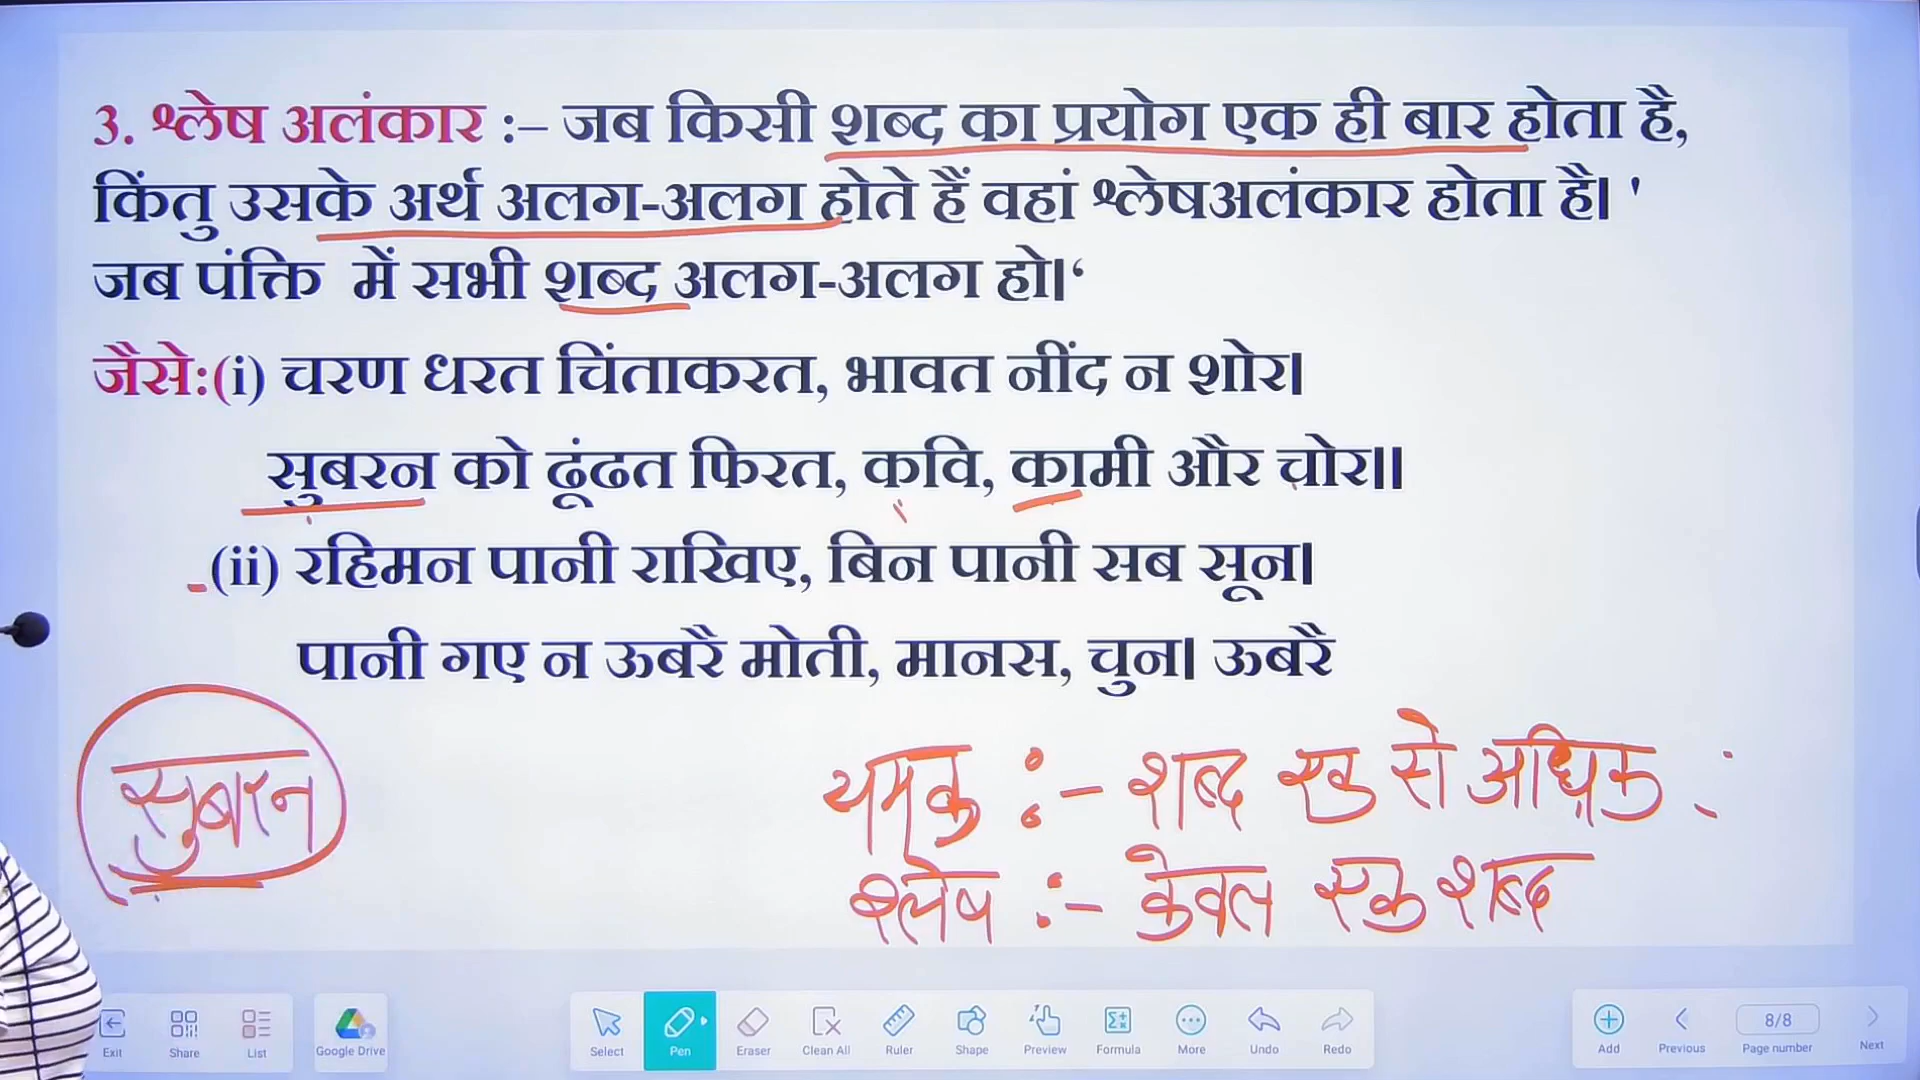 3. श्लेष अलंकार :– जब किसी शब्द का प्रयोग एक ही बार होता है,
किंतु उसके अर्थ अलग-अलग होते हैं वहां श्लेषअलंकार होता है। '
जब पंक्ति में सभी शब्द अलग-अलग हो।‘
जैसे:(i) चरण धरत चिंताकरत, भावत नींद न शोर।
सुबरन को ढूंढत फिरत, कवि, कामी और चोर।।
(ii) रहिमन पानी राखिए, बिन पानी सब सून।
पानी गए न ऊबरै मोती, मानस, चुन। ऊबरै
सुबरन
यमक :- शब्द एक से अधिक :
श्लेष :- केवल एक शब्द
Exit Share List Google Drive Select Pen Eraser Clean All Ruler Shape Preview Formula More Undo Redo Add Previous 8/8 Page number Next